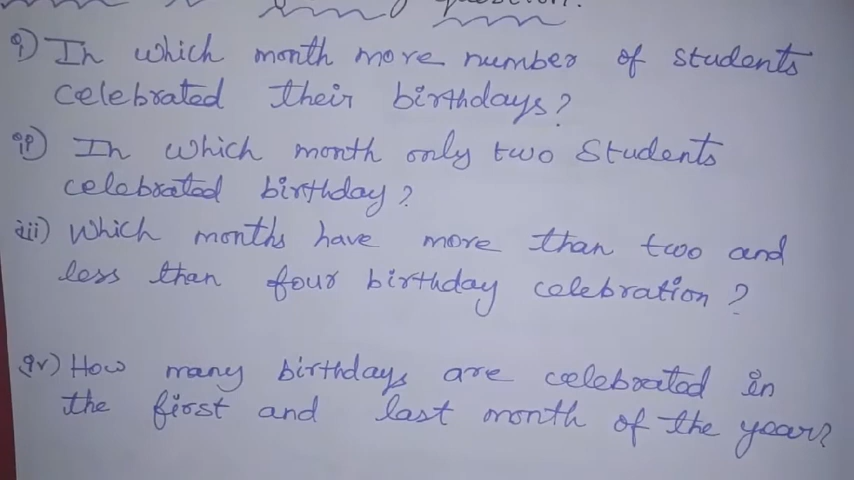 question.
i) In which month more number of students
celebrated their birthdays?
ii) In which month only two students
celebrated birthday?
iii) Which months have more than two and
less than four birthday celebration?
iv) How many birthdays are celebrated in
the first and last month of the year?